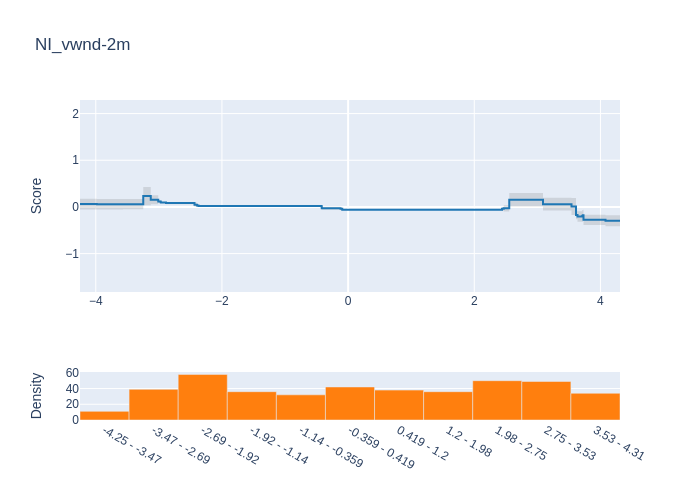 NI_vwnd-2m
Score
2
1
0
−1
−4
−2
0
2
4
Density
60
40
20
0
-4.25 - -3.47
-3.47 - -2.69
-2.69 - -1.92
-1.92 - -1.14
-1.14 - -0.359
-0.359 - 0.419
0.419 - 1.2
1.2 - 1.98
1.98 - 2.75
2.75 - 3.53
3.53 - 4.31